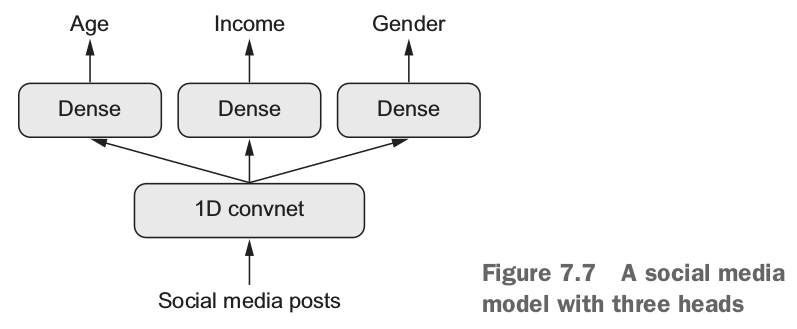 Age Income Gender
Dense Dense Dense
1D convnet
Social media posts
Figure 7.7 A social media
model with three heads